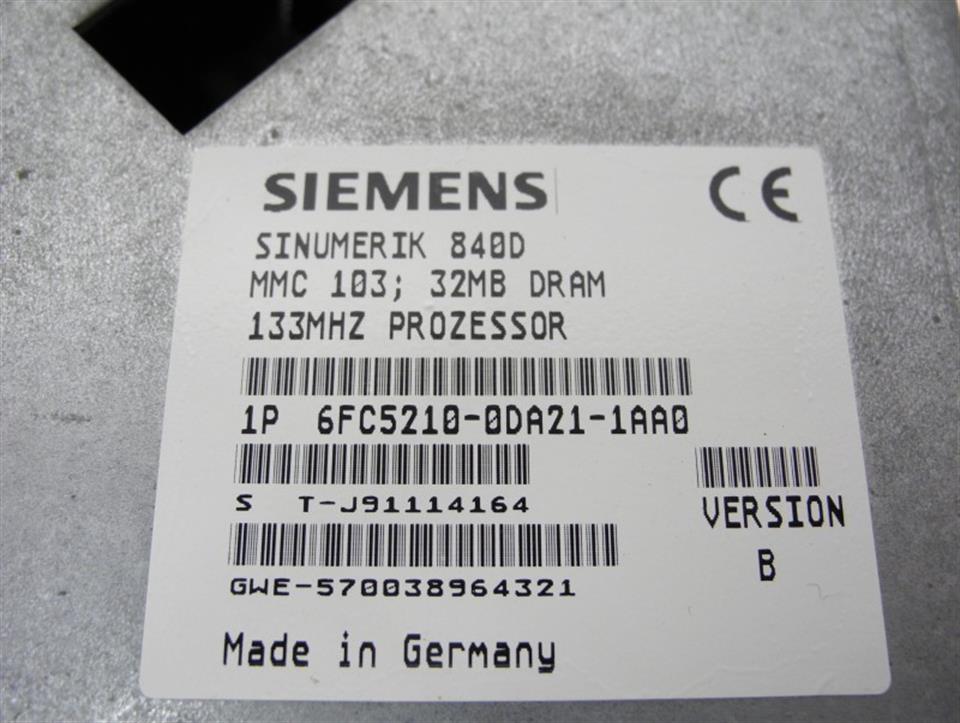 SIEMENS
CE
SINUMERIK 840D
MMC 103; 32MB DRAM
133MHZ PROZESSOR
1P 6FC5210-0DA21-1AA0
S T-J91114164
VERSION
B
GWE-570038964321
Made in Germany